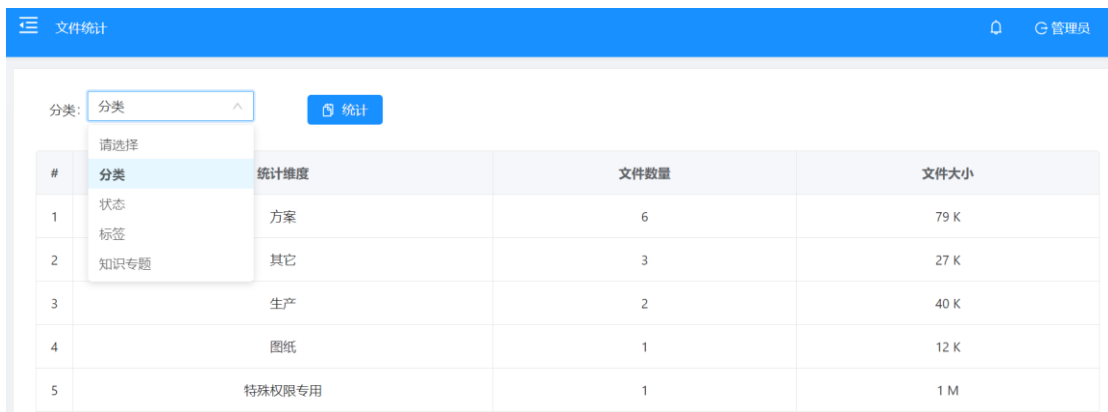 文件统计 管理员
分类: 分类 统计
请选择
分类
状态
标签
知识专题
# 统计维度 文件数量 文件大小
1 方案 6 79 K
2 其它 3 27 K
3 生产 2 40 K
4 图纸 1 12 K
5 特殊权限专用 1 1 M